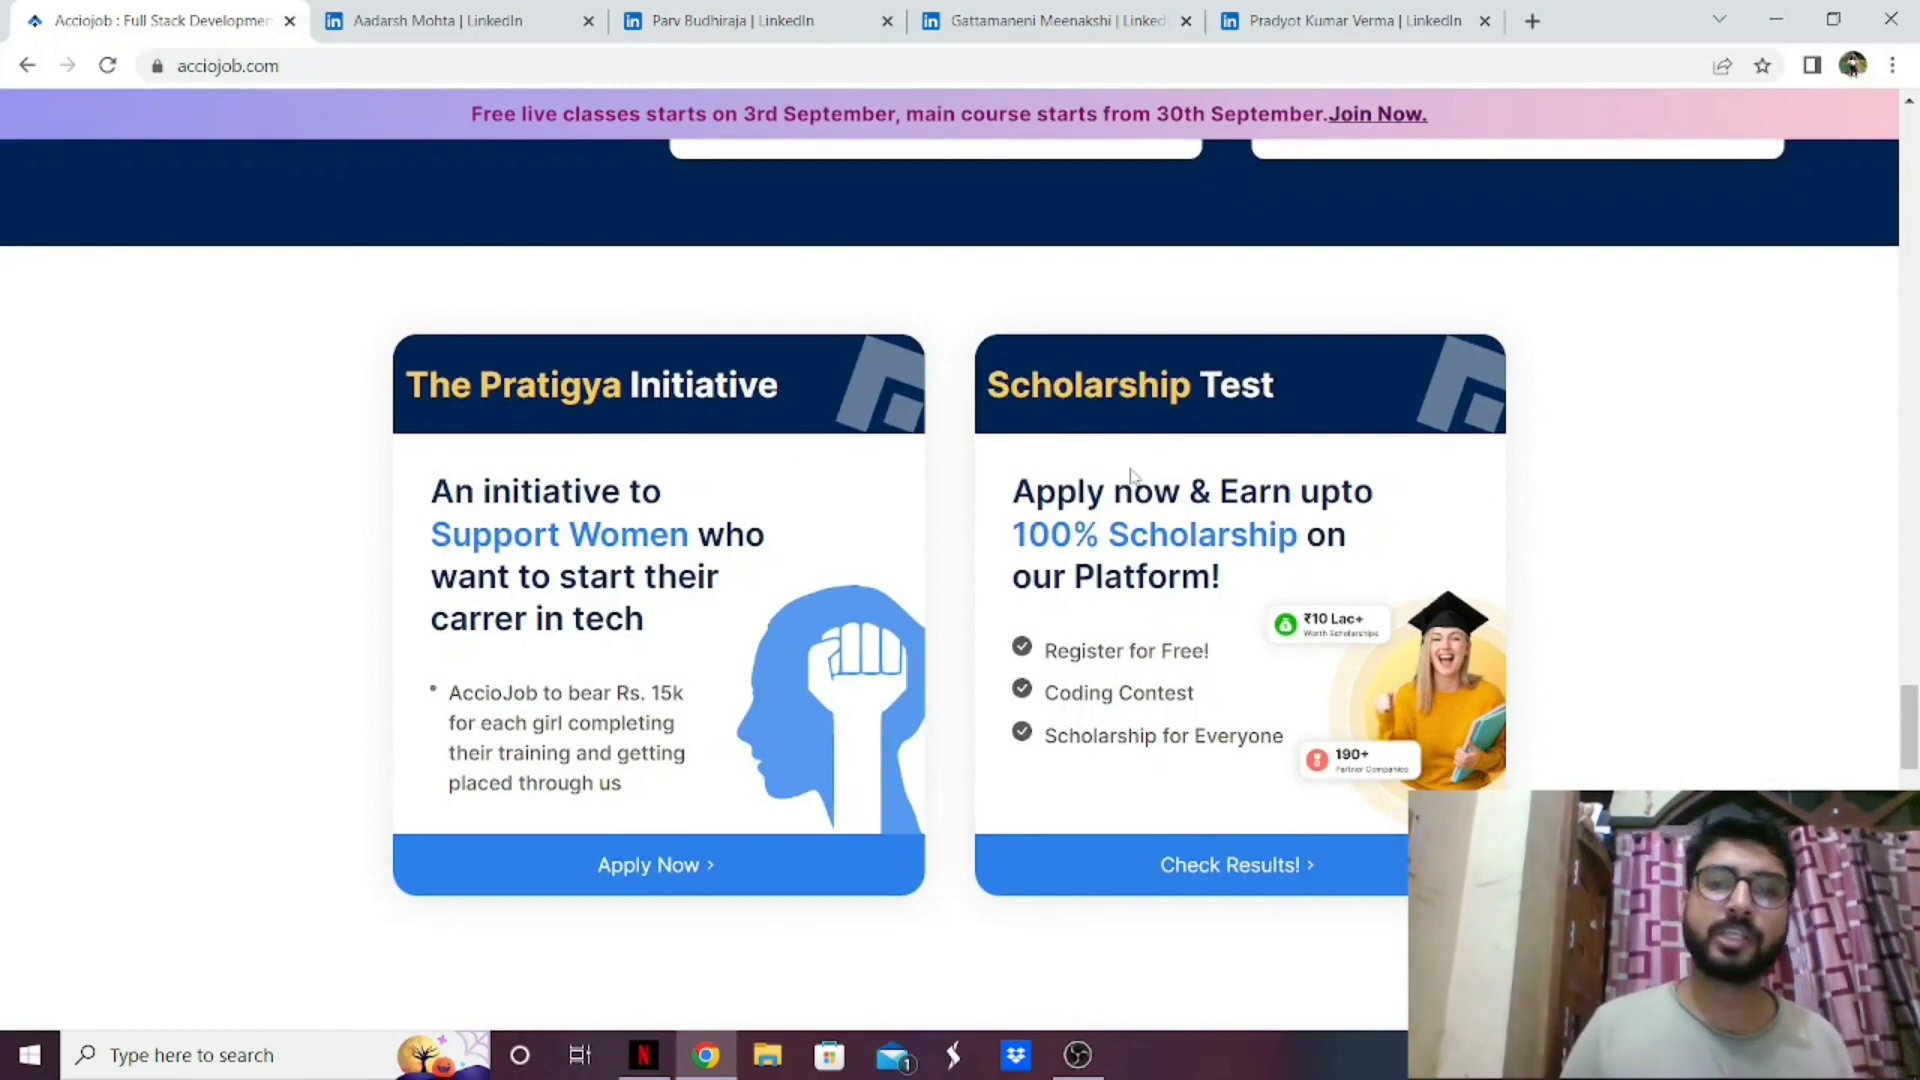 Acciojob : Full Stack Developmen
Aadarsh Mohta | LinkedIn
Parv Budhiraja | LinkedIn
Gattamaneni Meenakshi | Linked
Pradyot Kumar Verma | LinkedIn
acciojob.com
Free live classes starts on 3rd September, main course starts from 30th September.Join Now.
The Pratigya Initiative
An initiative to
Support Women who
want to start their
carrer in tech
AccioJob to bear Rs. 15k
for each girl completing
their training and getting
placed through us
Apply Now >
Scholarship Test
Apply now & Earn upto
100% Scholarship on
our Platform!
Register for Free!
Coding Contest
Scholarship for Everyone
₹10 Lac+
Worth Scholarships
190+
Partner Companies
Check Results! >
Type here to search
1